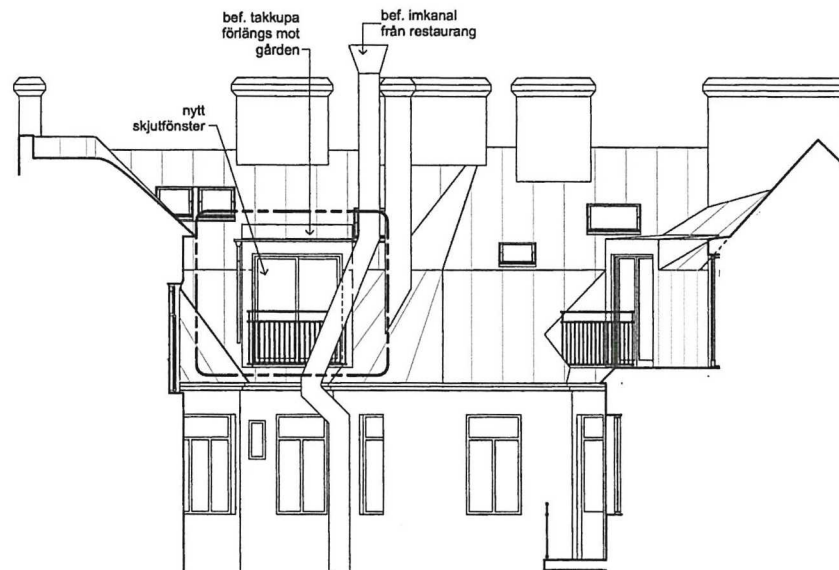 bef. takkupa
förlängs mot
gården
bef. imkanal
från restaurang
nytt
skjutfönster